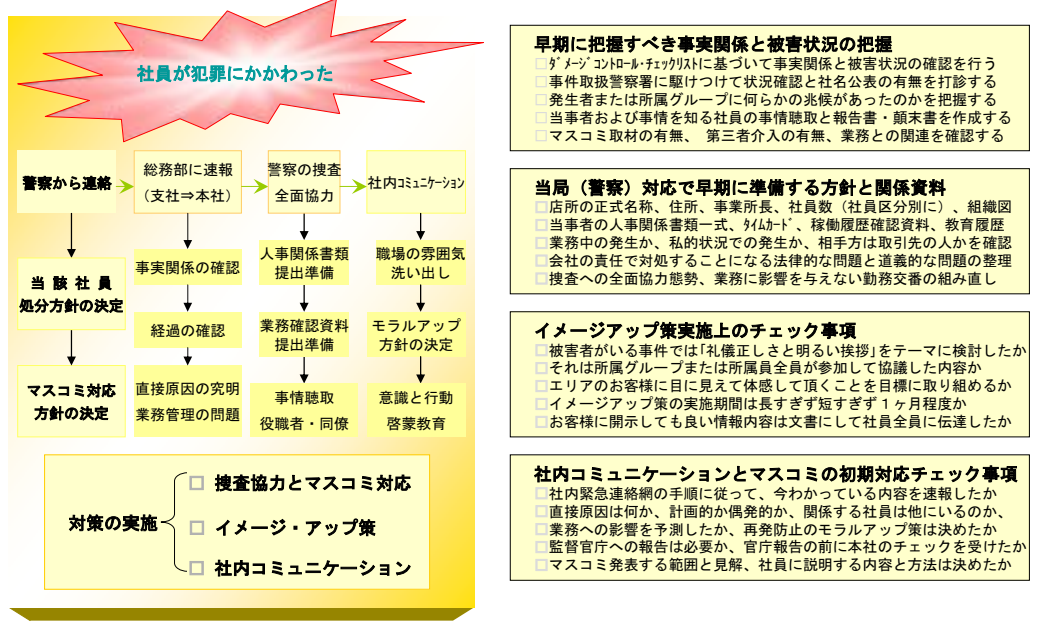 社員が犯罪にかかわった
警察から連絡
総務部に速報
(支社⇒本社)
警察の捜査
全面協力
社内ｺﾐｭﾆｹｰｼｮﾝ
当該社員
処分方針の決定
事実関係の確認
人事関係書類
提出準備
職場の雰囲気
洗い出し
経過の確認
業務確認資料
提出準備
モラルアップ
方針の決定
マスコミ対応
方針の決定
直接原因の究明
業務管理の問題
事情聴取
役職者・同僚
意識と行動
啓蒙教育
対策の実施
□ 捜査協力とマスコミ対応
□ イメージ・アップ策
□ 社内コミュニケーション
早期に把握すべき事実関係と被害状況の把握
□ﾀﾞﾒｰｼﾞｺﾝﾄﾛｰﾙ･ﾁｪｯｸﾘｽﾄに基づいて事実関係と被害状況の確認を行う
□事件取扱警察署に駆けつけて状況確認と社名公表の有無を打診する
□発生者または所属グループに何らかの兆候があったのかを把握する
□当事者および事情を知る社員の事情聴取と報告書・顛末書を作成する
□マスコミ取材の有無、 第三者介入の有無、業務との関連を確認する
当局（警察）対応で早期に準備する方針と関係資料
□店所の正式名称、住所、事業所長、社員数（社員区分別に）、組織図
□当事者の人事関係書類一式、ﾀｲﾑｶｰﾄﾞ、稼働履歴確認資料、教育履歴
□業務中の発生か、私的状況での発生か、相手方は取引先の人かを確認
□会社の責任で対処することになる法律的な問題と道義的な問題の整理
□捜査への全面協力態勢、業務に影響を与えない勤務交番の組み直し
イメージアップ策実施上のチェック事項
□被害者がいる事件では｢礼儀正しさと明るい挨拶｣をテーマに検討したか
□それは所属グループまたは所属員全員が参加して協議した内容か
□エリアのお客様に目に見えて体感して頂くことを目標に取り組めるか
□イメージアップ策の実施期間は長すぎず短すぎず１ヶ月程度か
□お客様に開示しても良い情報内容は文書にして社員全員に伝達したか
社内コミュニケーションとマスコミの初期対応チェック事項
□社内緊急連絡網の手順に従って、今わかっている内容を速報したか
□直接原因は何か、計画的か偶発的か、関係する社員は他にいるのか、
□業務への影響を予測したか、再発防止のモラルアップ策は決めたか
□監督官庁への報告は必要か、官庁報告の前に本社のチェックを受けたか
□マスコミ発表する範囲と見解、社員に説明する内容と方法は決めたか